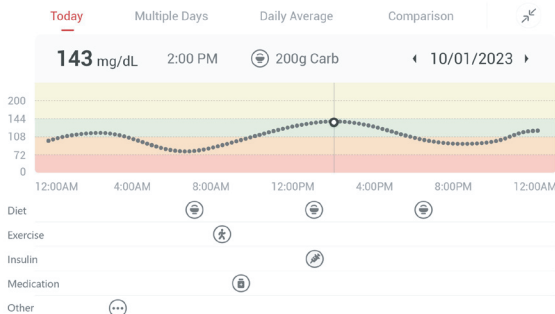 Today Multiple Days Daily Average Comparison
143 mg/dL 2:00 PM 200g Carb 10/01/2023
200
144
108
72
0
12:00AM 4:00AM 8:00AM 12:00PM 4:00PM 8:00PM 12:00AM
Diet
Exercise
Insulin
Medication
Other